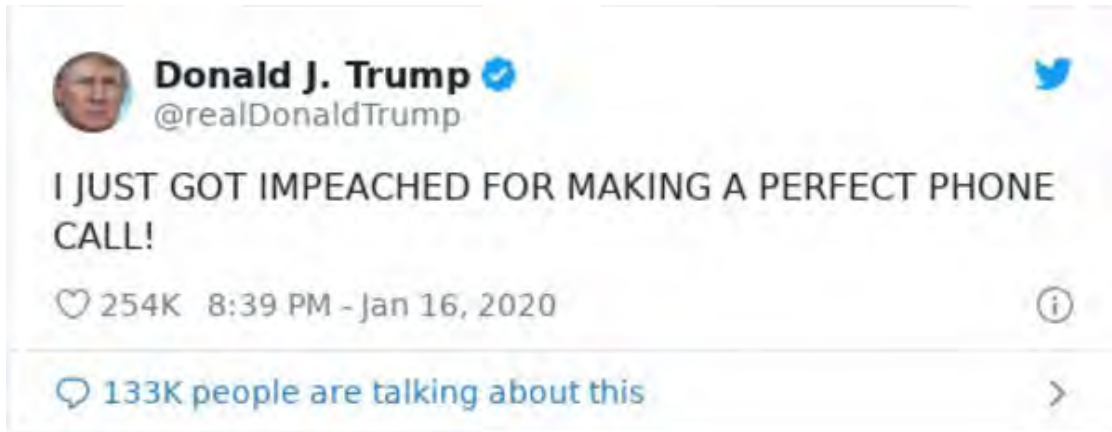 Donald J. Trump
@realDonaldTrump
I JUST GOT IMPEACHED FOR MAKING A PERFECT PHONE
CALL!
254K 8:39 PM - Jan 16, 2020
133K people are talking about this